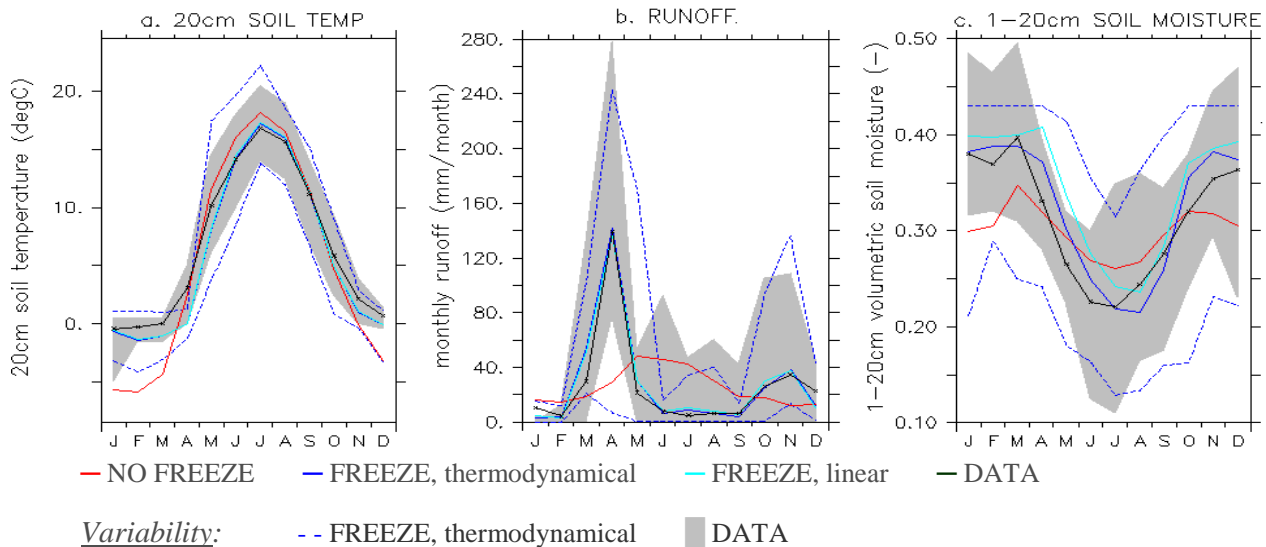 a. 20cm SOIL TEMP
b. RUNOFF.
c. 1-20cm SOIL MOISTURE
20cm soil temperature (degC)
20.
10.
0.
J F M A M J J A S O N D
monthly runoff (mm/month)
280.
240.
200.
160.
120.
80.
40.
0.
J F M A M J J A S O N D
1-20cm volumetric soil moisture (-)
0.50
0.40
0.30
0.20
0.10
J F M A M J J A S O N D
NO FREEZE
FREEZE, thermodynamical
FREEZE, linear
DATA
Variability:
FREEZE, thermodynamical
DATA